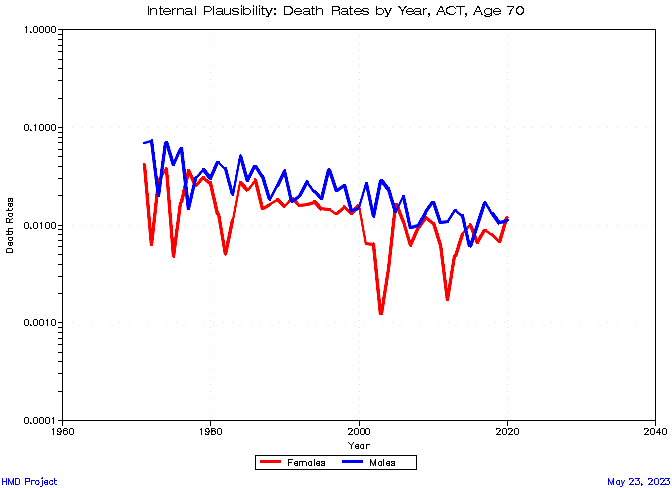 Internal Plausibility: Death Rates by Year, ACT, Age 70
1.0000
0.1000
0.0100
0.0010
0.0001
Death Rates
1960 1980 2000 2020 2040
Year
Females Males
HMD Project May 23, 2023